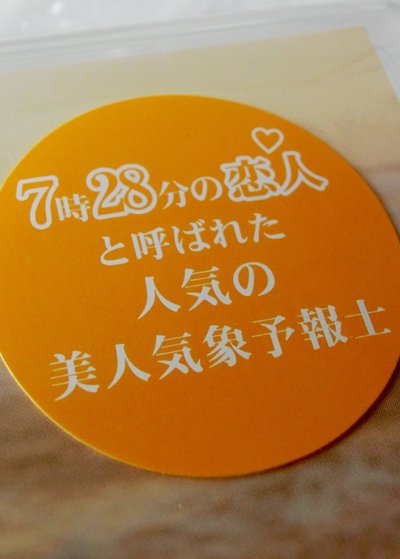 7時28分の恋人
と呼ばれた
人気の
美人気象予報士